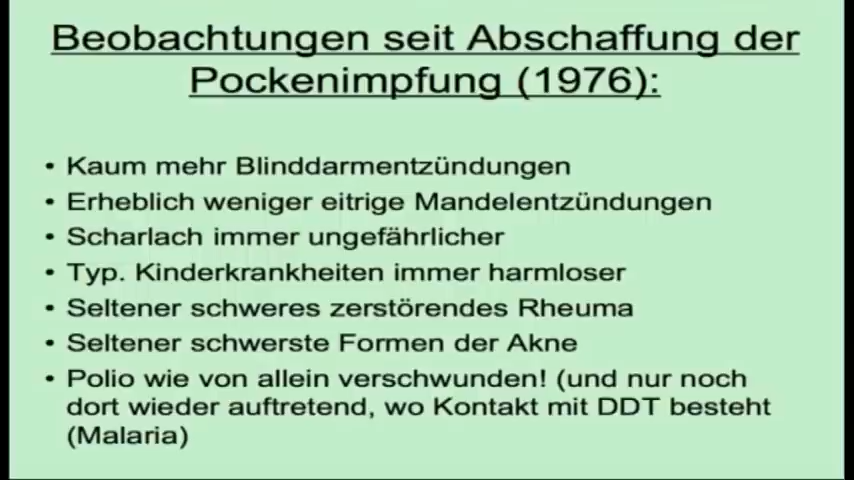 Beobachtungen seit Abschaffung der
Pockenimpfung (1976):
• Kaum mehr Blinddarmentzündungen
• Erheblich weniger eitrige Mandelentzündungen
• Scharlach immer ungefährlicher
• Typ. Kinderkrankheiten immer harmloser
• Seltener schweres zerstörendes Rheuma
• Seltener schwerste Formen der Akne
• Polio wie von allein verschwunden! (und nur noch
dort wieder auftretend, wo Kontakt mit DDT besteht
(Malaria)